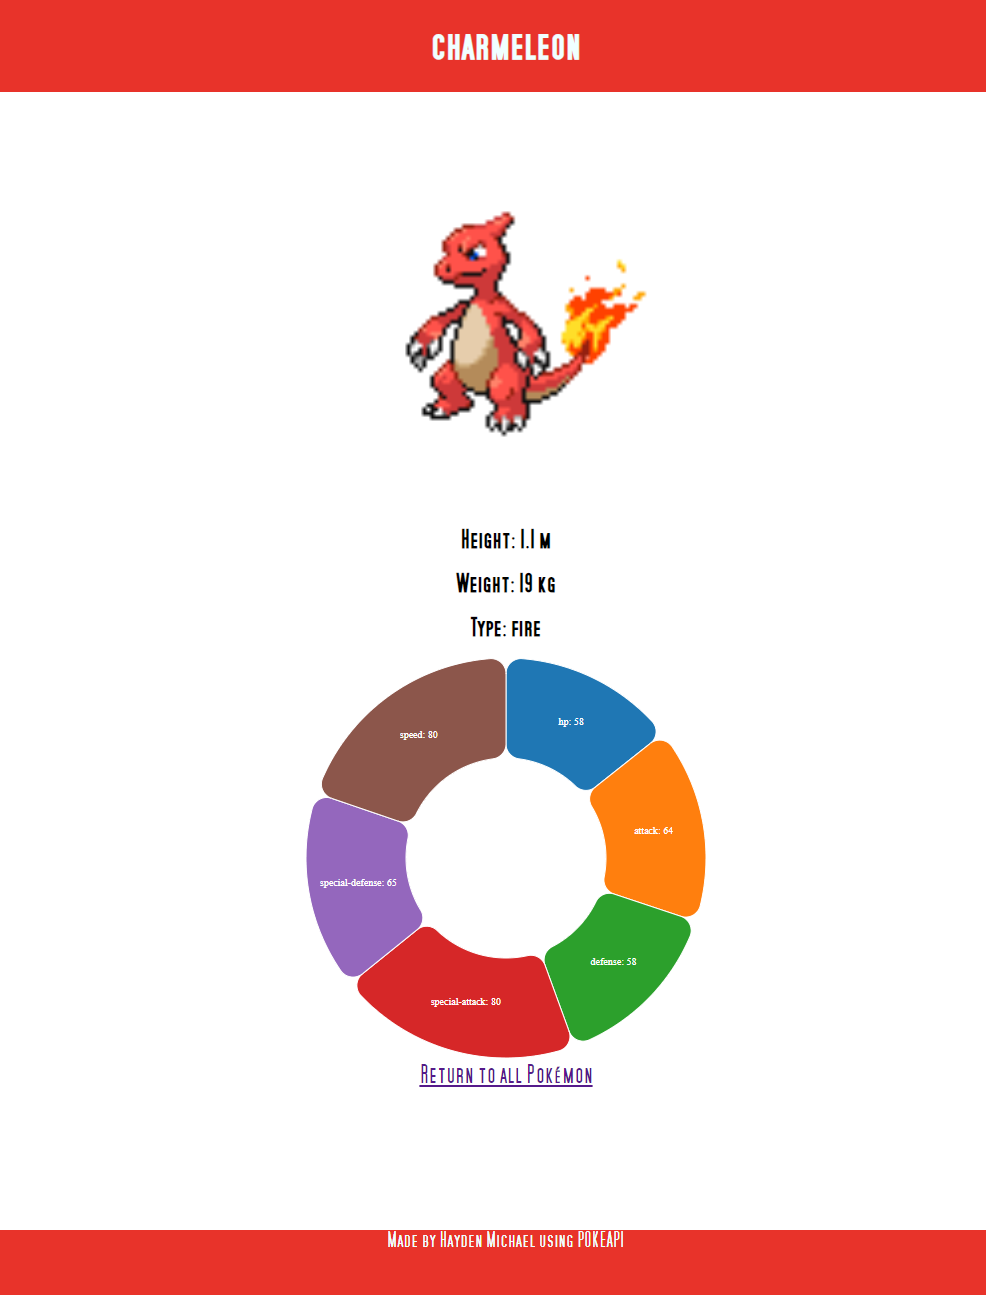 CHARMELEON
Height: 1.1 m
Weight: 19 kg
Type: fire
speed: 80
hp: 58
attack: 64
special-defense: 65
defense: 58
special-attack: 80
Return to all Pokémon
Made by Hayden Michael using POKEAPI